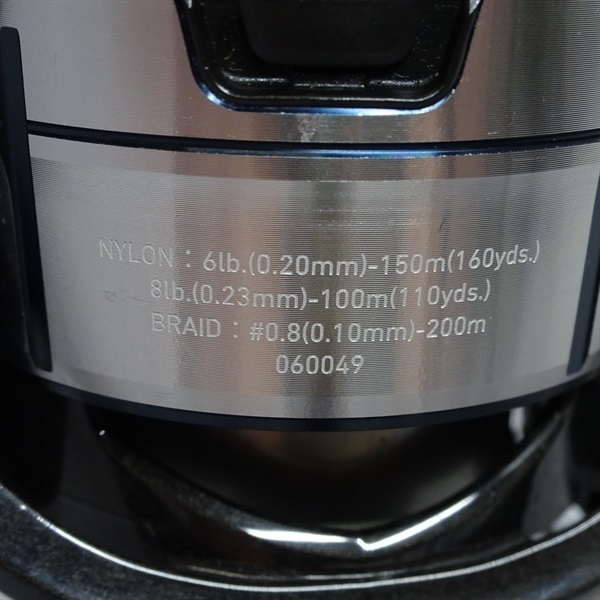 NYLON : 6lb.(0.20mm)-150m(160yds.)
8lb.(0.23mm)-100m(110yds.)
BRAID : #0.8(0.10mm)-200m
060049